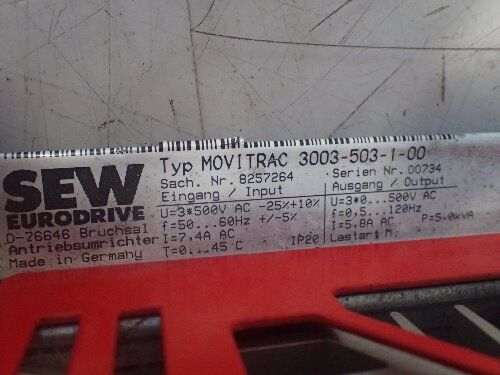 SEW
EURODRIVE
D-76646 Bruchsal
Antriebsumrichter
Made in Germany
Typ MOVITRAC 3003-503-1-00
Sach. Nr. 8257264
Serien Nr. 00734
Eingang / Input
Ausgang / Output
U=3*500V AC -25%+10%
f=50...60Hz +/-5%
I=7,4A AC
T=0...45 C
IP20
U=3*0...500V AC
f=0,5...120Hz
I=5,8A AC P=5.0kVA
Lastart M.